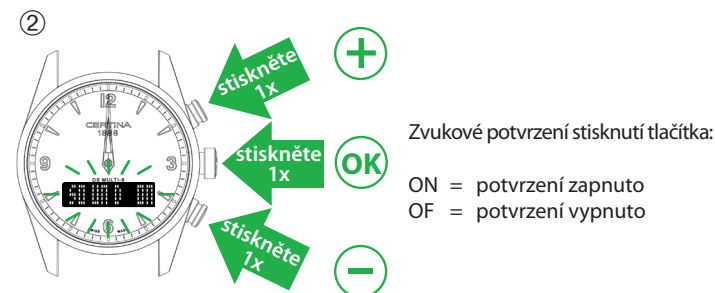 ②
12
CERTINA
1888
9
3
DS MULTI-8
6
SWISS MADE
stiskněte
1x
+
stiskněte
1x
OK
stiskněte
1x
−
Zvukové potvrzení stisknutí tlačítka:
ON = potvrzení zapnuto
OF = potvrzení vypnuto